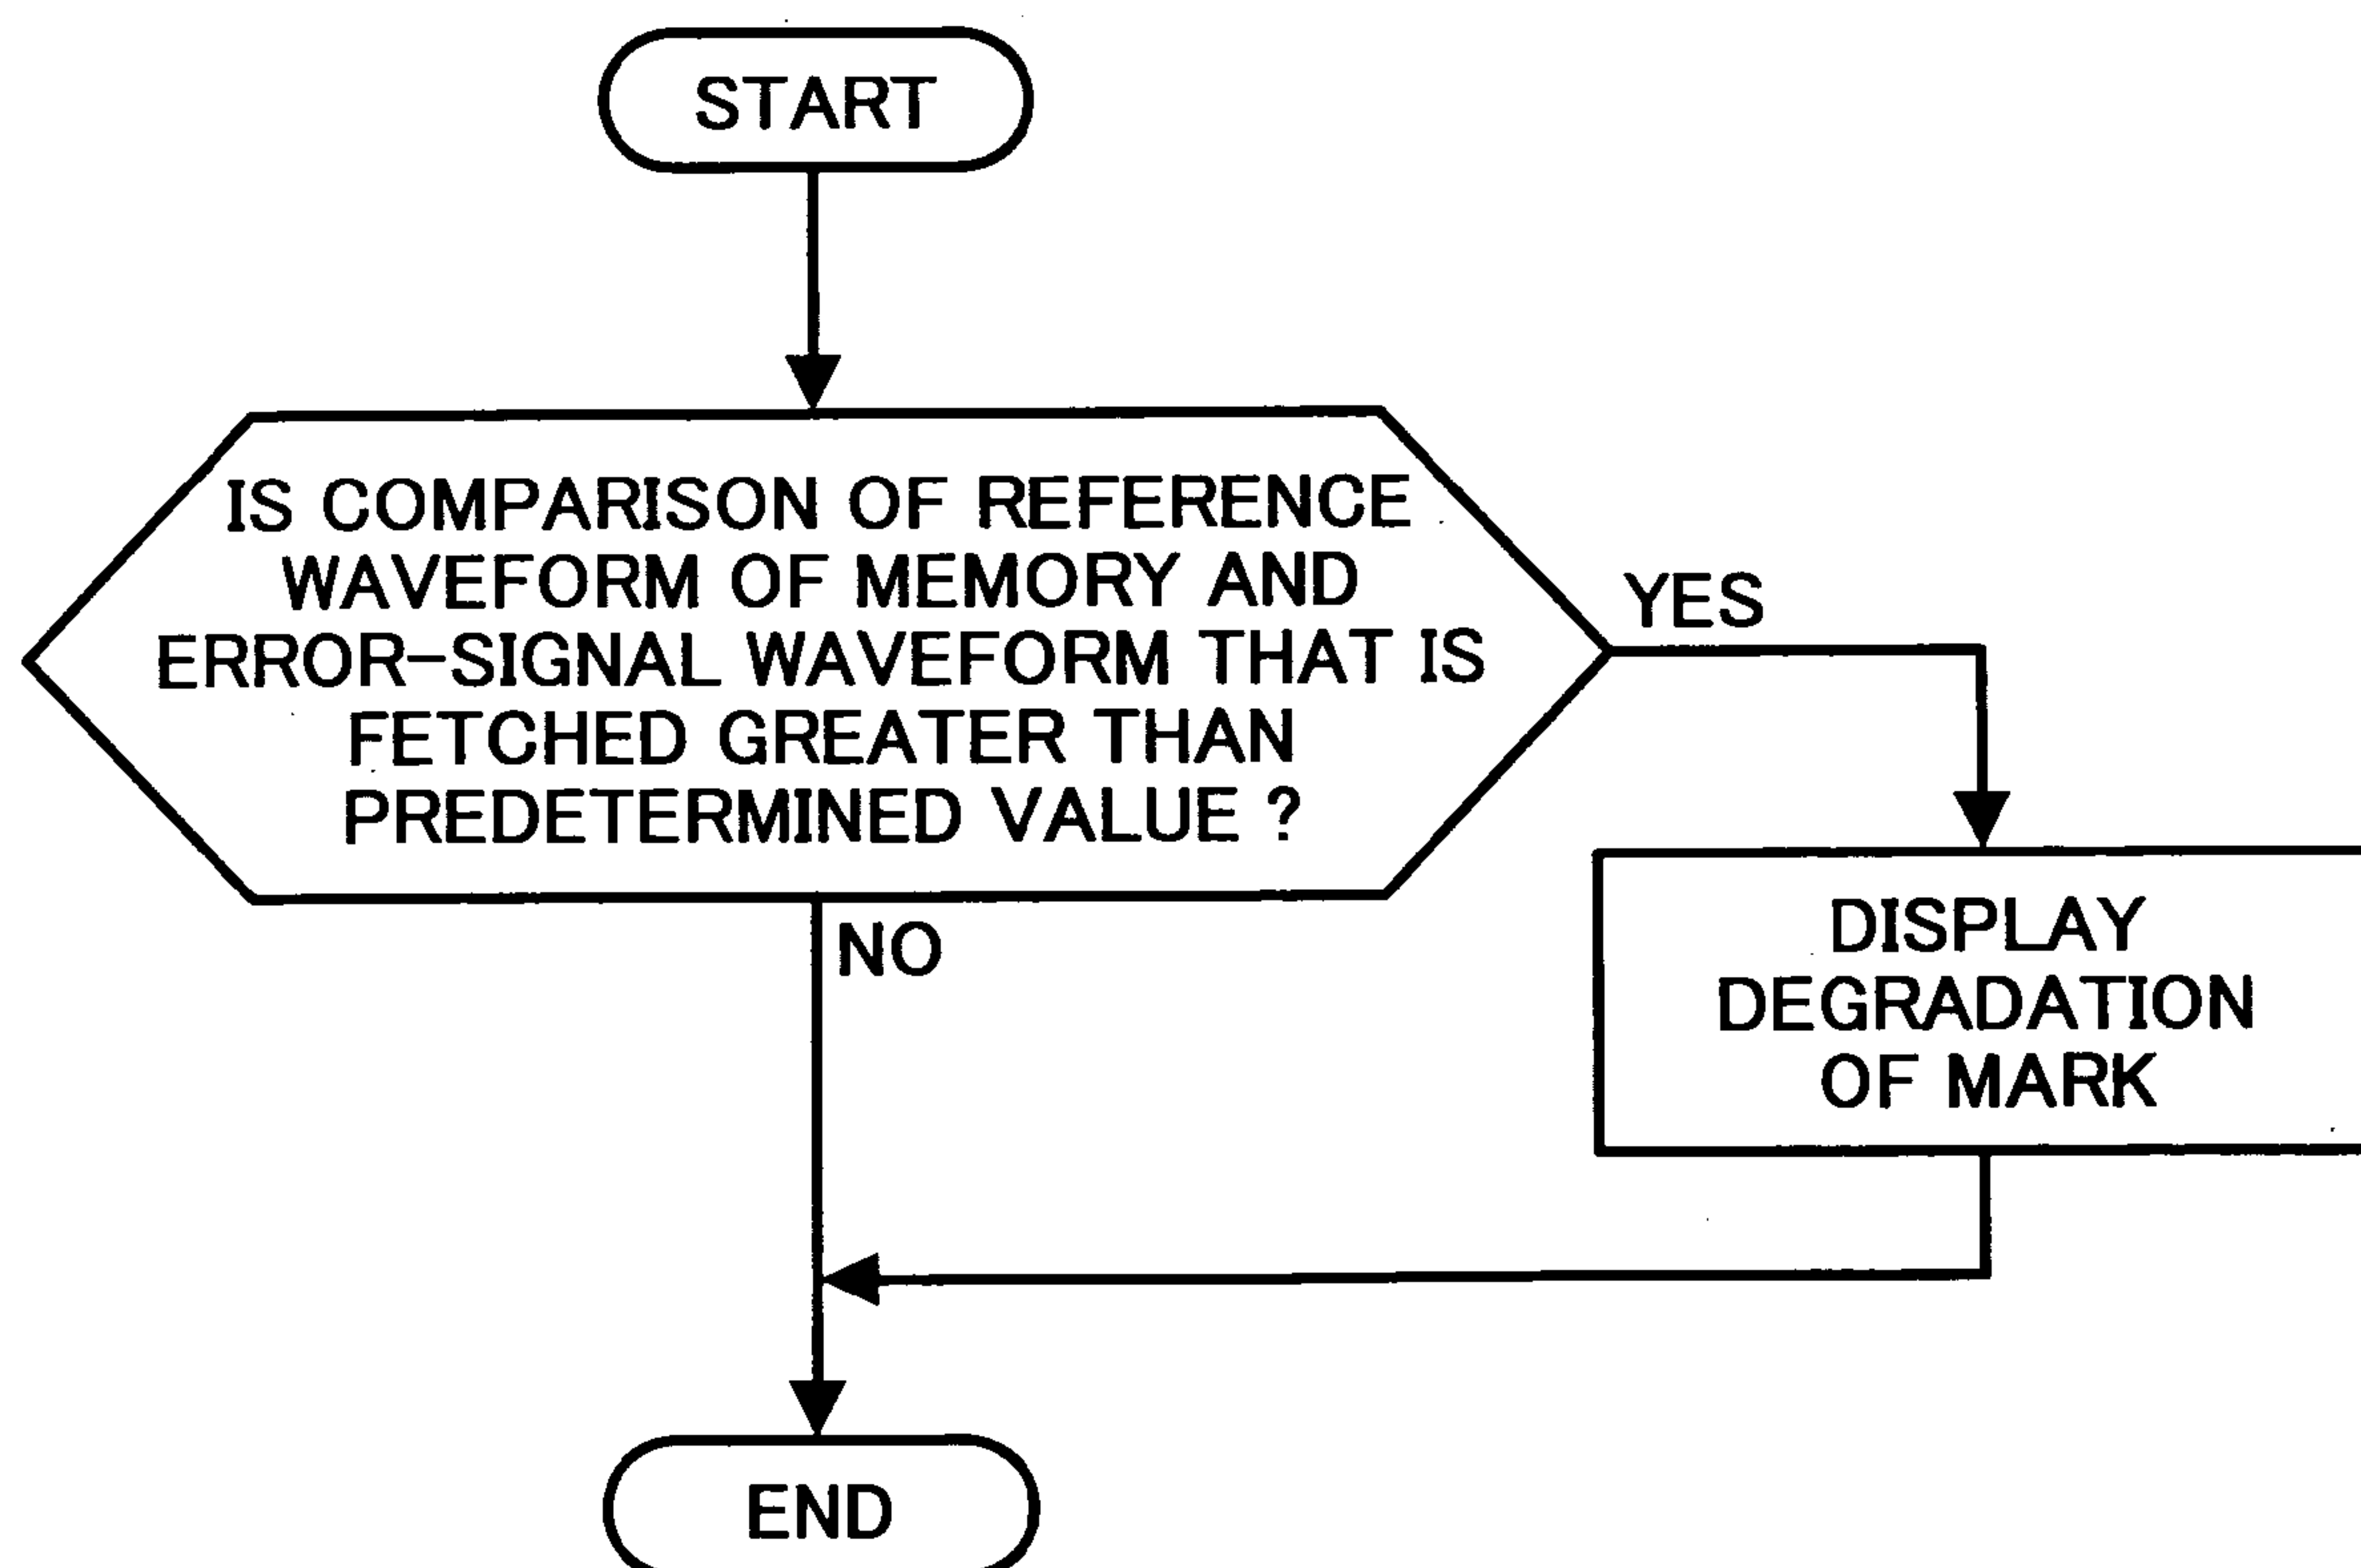 START
IS COMPARISON OF REFERENCE
WAVEFORM OF MEMORY AND
ERROR-SIGNAL WAVEFORM THAT IS
FETCHED GREATER THAN
PREDETERMINED VALUE ?
YES
NO
DISPLAY
DEGRADATION
OF MARK
END